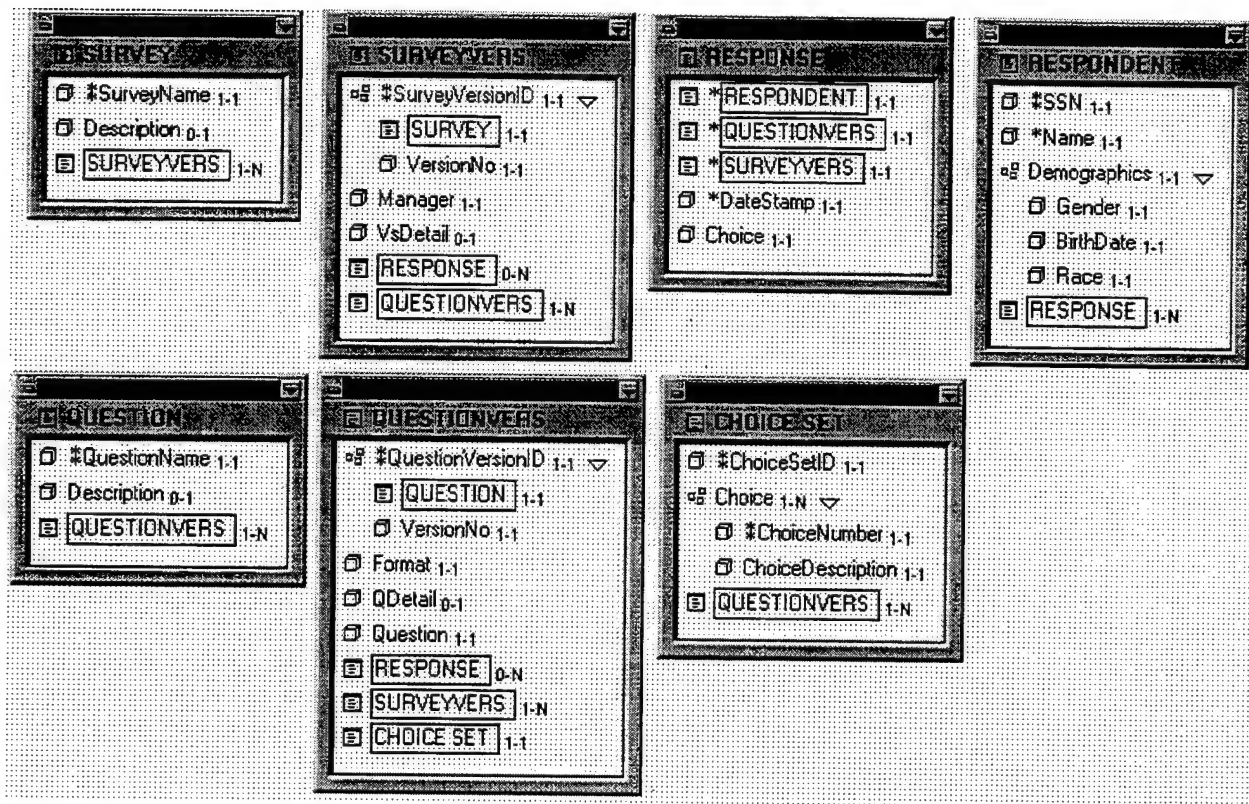 SURVEY
‡SurveyName 1-1
Description 0-1
SURVEYVERS 1-N
SURVEYVERS
‡SurveyVersionID 1-1
SURVEY 1-1
VersionNo 1-1
Manager 1-1
VsDetail 0-1
RESPONSE 0-N
QUESTIONVERS 1-N
RESPONSE
*RESPONDENT 1-1
*QUESTIONVERS 1-1
*SURVEYVERS 1-1
*DateStamp 1-1
Choice 1-1
RESPONDENT
‡SSN 1-1
*Name 1-1
Demographics 1-1
Gender 1-1
BirthDate 1-1
Race 1-1
RESPONSE 1-N
QUESTION
‡QuestionName 1-1
Description 0-1
QUESTIONVERS 1-N
QUESTIONVERS
‡QuestionVersionID 1-1
QUESTION 1-1
VersionNo 1-1
Format 1-1
QDetail 0-1
Question 1-1
RESPONSE 0-N
SURVEYVERS 1-N
CHOICE SET 1-1
CHOICE SET
‡ChoiceSetID 1-1
Choice 1-N
‡ChoiceNumber 1-1
ChoiceDescription 1-1
QUESTIONVERS 1-N